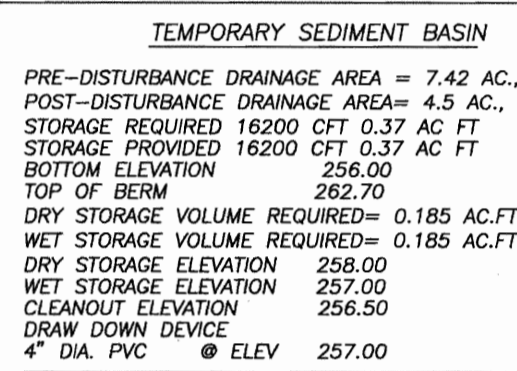 TEMPORARY SEDIMENT BASIN
PRE-DISTURBANCE DRAINAGE AREA = 7.42 AC.,
POST-DISTURBANCE DRAINAGE AREA= 4.5 AC.,
STORAGE REQUIRED 16200 CFT 0.37 AC FT
STORAGE PROVIDED 16200 CFT 0.37 AC FT
BOTTOM ELEVATION 256.00
TOP OF BERM 262.70
DRY STORAGE VOLUME REQUIRED= 0.185 AC.FT
WET STORAGE VOLUME REQUIRED= 0.185 AC.FT
DRY STORAGE ELEVATION 258.00
WET STORAGE ELEVATION 257.00
CLEANOUT ELEVATION 256.50
DRAW DOWN DEVICE
4" DIA. PVC @ ELEV 257.00